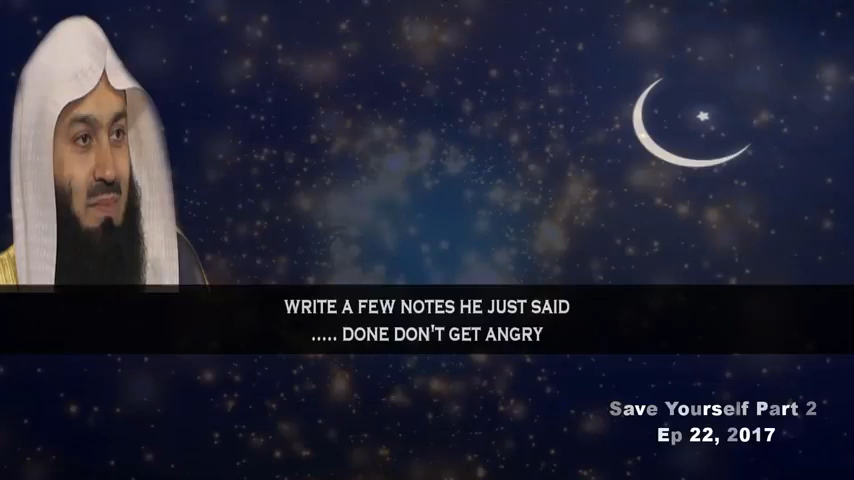 WRITE A FEW NOTES HE JUST SAID
..... DONE DON'T GET ANGRY
Save Yourself Part 2
Ep 22, 2017